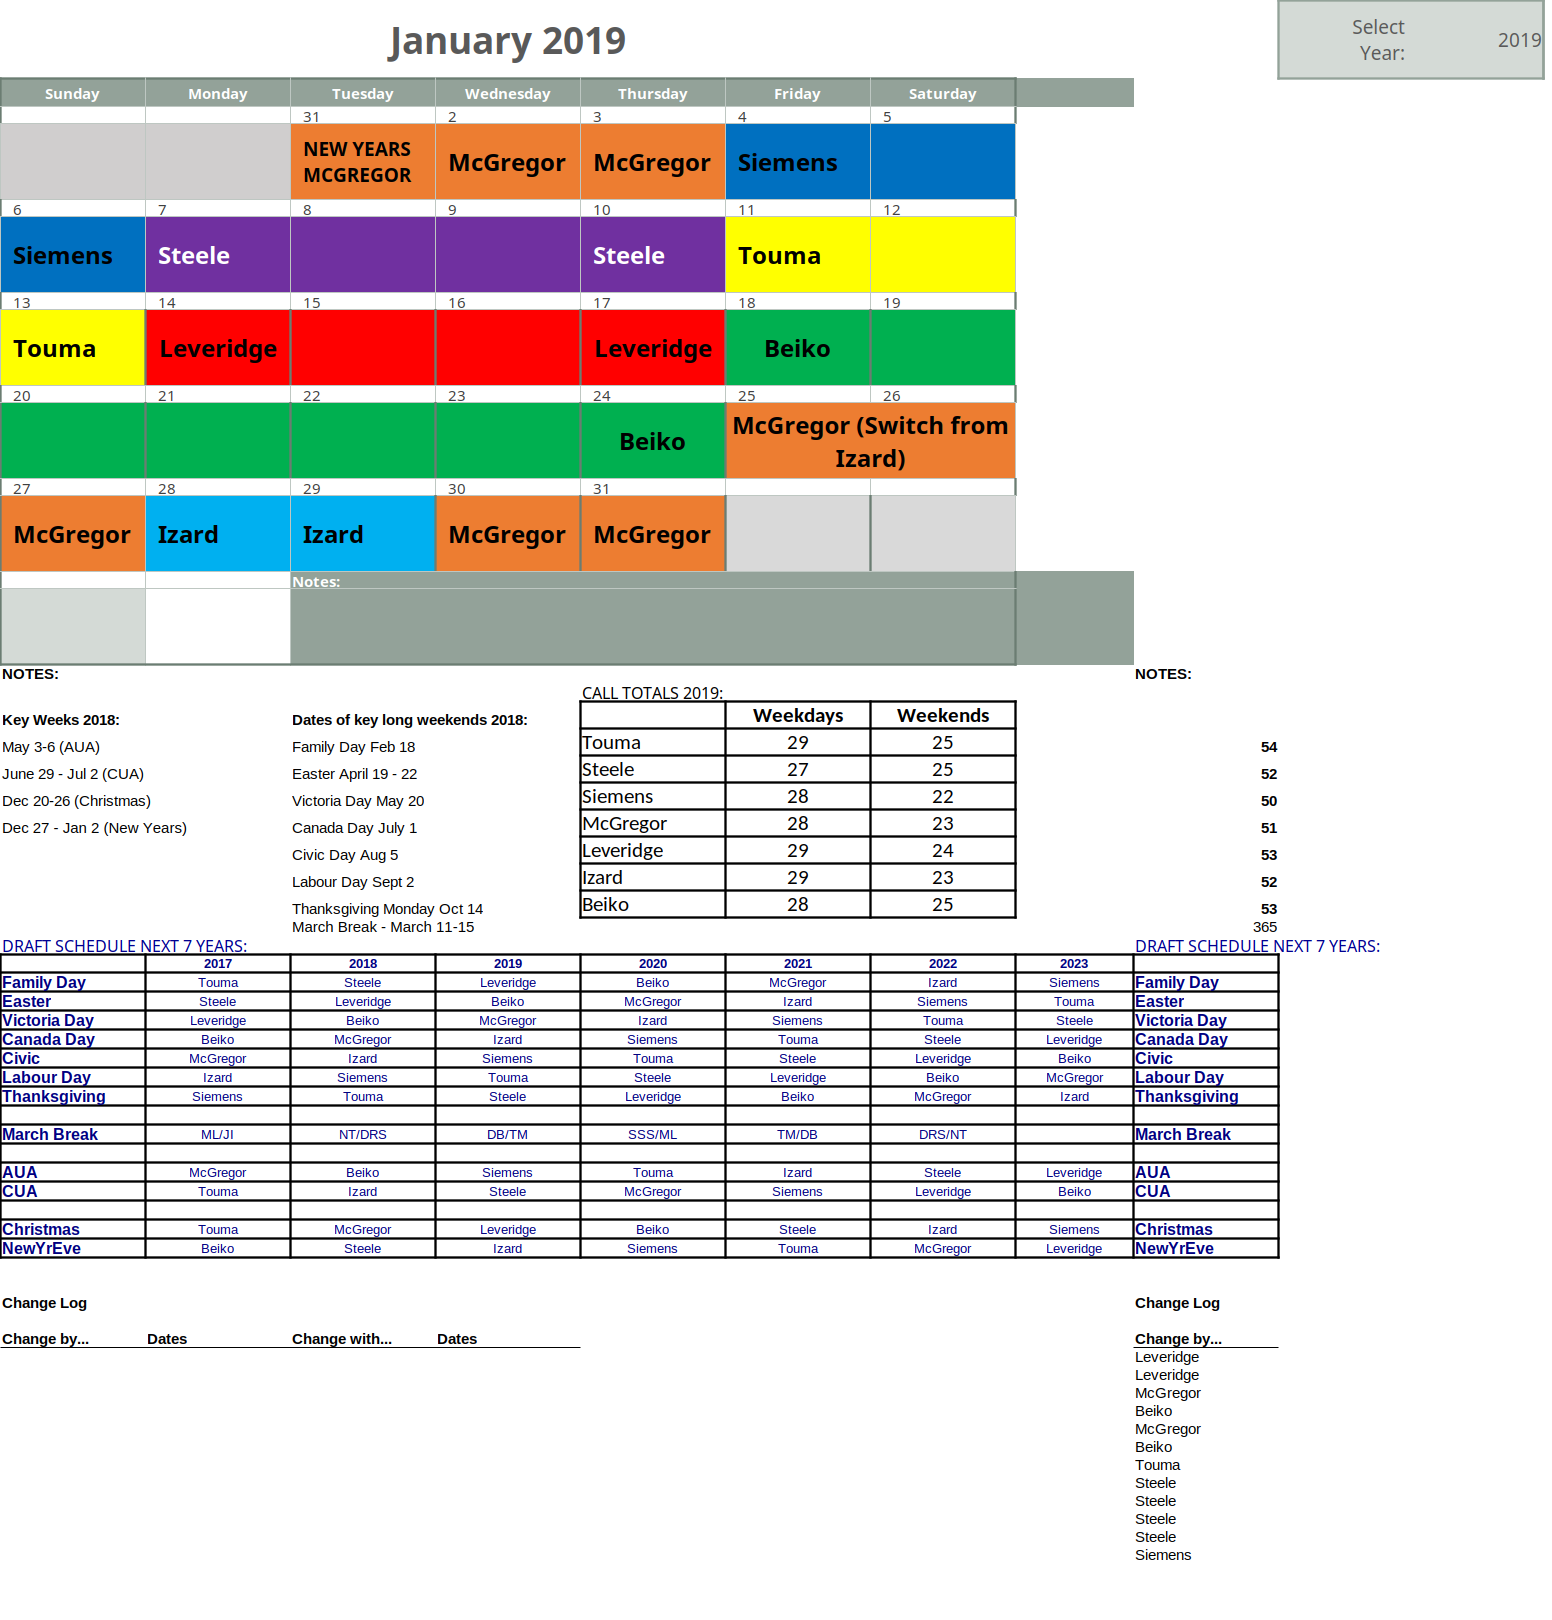 January 2019
Select
Year:
2019
Sunday Monday Tuesday Wednesday Thursday Friday Saturday
31 2 3 4 5
NEW YEARS
MCGREGOR
McGregor McGregor Siemens
6 7 8 9 10 11 12
Siemens Steele Steele Touma
13 14 15 16 17 18 19
Touma Leveridge Leveridge Beiko
20 21 22 23 24 25 26
Beiko
McGregor (Switch from
Izard)
27 28 29 30 31
McGregor Izard Izard McGregor McGregor
Notes:
NOTES: NOTES:
CALL TOTALS 2019:
Key Weeks 2018: Dates of key long weekends 2018: Weekdays Weekends
May 3-6 (AUA) Family Day Feb 18 Touma 29 25 54
June 29 - Jul 2 (CUA) Easter April 19 - 22 Steele 27 25 52
Dec 20-26 (Christmas) Victoria Day May 20 Siemens 28 22 50
Dec 27 - Jan 2 (New Years) Canada Day July 1 McGregor 28 23 51
Civic Day Aug 5 Leveridge 29 24 53
Labour Day Sept 2 Izard 29 23 52
Thanksgiving Monday Oct 14 Beiko 28 25 53
March Break - March 11-15 365
DRAFT SCHEDULE NEXT 7 YEARS: DRAFT SCHEDULE NEXT 7 YEARS:
2017 2018 2019 2020 2021 2022 2023
Family Day Touma Steele Leveridge Beiko McGregor Izard Siemens Family Day
Easter Steele Leveridge Beiko McGregor Izard Siemens Touma Easter
Victoria Day Leveridge Beiko McGregor Izard Siemens Touma Steele Victoria Day
Canada Day Beiko McGregor Izard Siemens Touma Steele Leveridge Canada Day
Civic McGregor Izard Siemens Touma Steele Leveridge Beiko Civic
Labour Day Izard Siemens Touma Steele Leveridge Beiko McGregor Labour Day
Thanksgiving Siemens Touma Steele Leveridge Beiko McGregor Izard Thanksgiving
March Break ML/JI NT/DRS DB/TM SSS/ML TM/DB DRS/NT March Break
AUA McGregor Beiko Siemens Touma Izard Steele Leveridge AUA
CUA Touma Izard Steele McGregor Siemens Leveridge Beiko CUA
Christmas Touma McGregor Leveridge Beiko Steele Izard Siemens Christmas
NewYrEve Beiko Steele Izard Siemens Touma McGregor Leveridge NewYrEve
Change Log Change Log
Change by... Dates Change with... Dates Change by...
Leveridge
Leveridge
McGregor
Beiko
McGregor
Beiko
Touma
Steele
Steele
Steele
Steele
Siemens